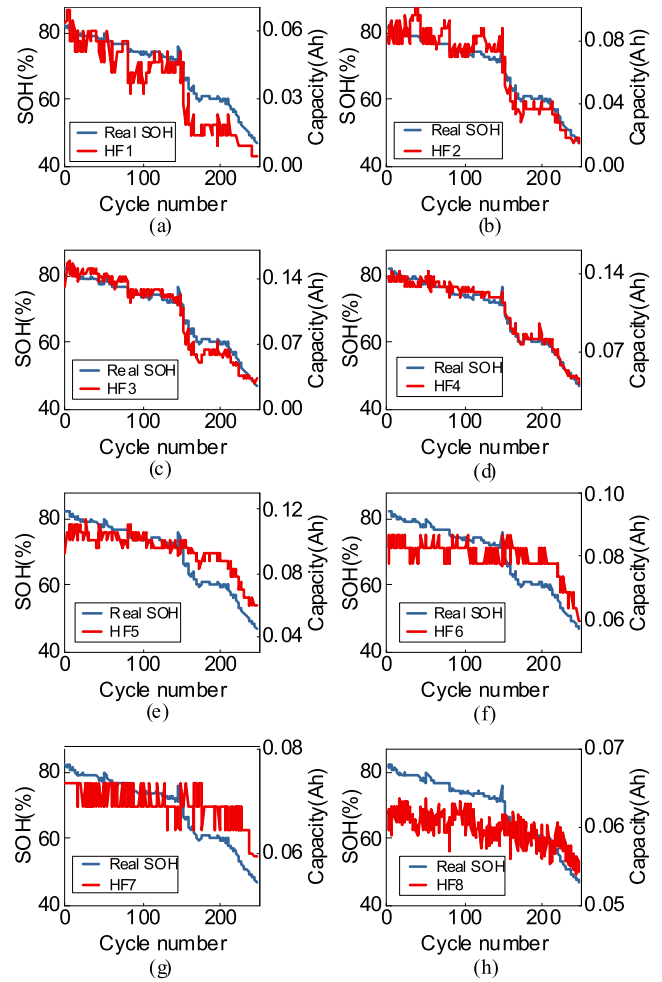 80
60
40
SOH(%)
0.06
0.03
0.00
Capacity(Ah)
Real SOH
HF1
0 100 200
Cycle number
(a)
80
60
40
SOH(%)
0.08
0.04
0.00
Capacity(Ah)
Real SOH
HF2
0 100 200
Cycle number
(b)
80
60
40
SOH(%)
0.14
0.07
0.00
Capacity(Ah)
Real SOH
HF3
0 100 200
Cycle number
(c)
80
60
40
SOH(%)
0.14
0.07
Capacity(Ah)
Real SOH
HF4
0 100 200
Cycle number
(d)
80
60
40
SOH(%)
0.12
0.08
0.04
Capacity(Ah)
Real SOH
HF5
0 100 200
Cycle number
(e)
80
60
40
SOH(%)
0.10
0.08
0.06
Capacity(Ah)
Real SOH
HF6
0 100 200
Cycle number
(f)
80
60
40
SOH(%)
0.08
0.06
Capacity(Ah)
Real SOH
HF7
0 100 200
Cycle number
(g)
80
60
40
SOH(%)
0.07
0.06
0.05
Capacity(Ah)
Real SOH
HF8
0 100 200
Cycle number
(h)